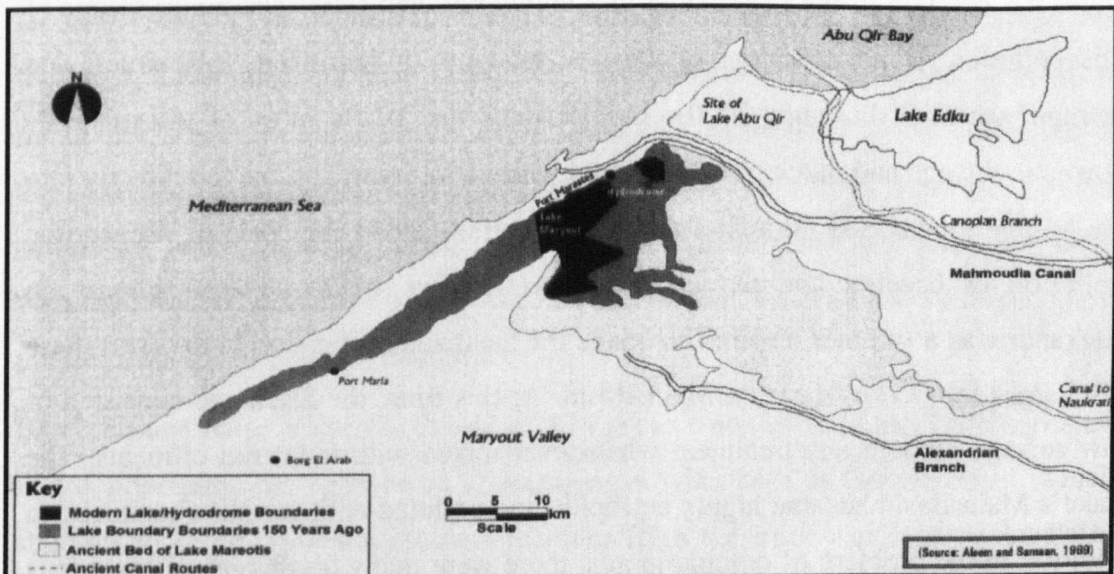 Abu Qir Bay
N
Site of
Lake Abu Qir
Lake Edku
Port Mareotis
Hydrodrome
Mediterranean Sea
Lake
Maryout
Canopian Branch
Mahmoudia Canal
Port Maria
Canal to
Naukrati
Maryout Valley
Alexandrian
Branch
Borg El Arab
Key
Modern Lake/Hydrodrome Boundaries
Lake Boundary Boundaries 150 Years Ago
Ancient Bed of Lake Mareotis
Ancient Canal Routes
0 5 10
km
Scale
(Source: Aleem and Samaan, 1969)